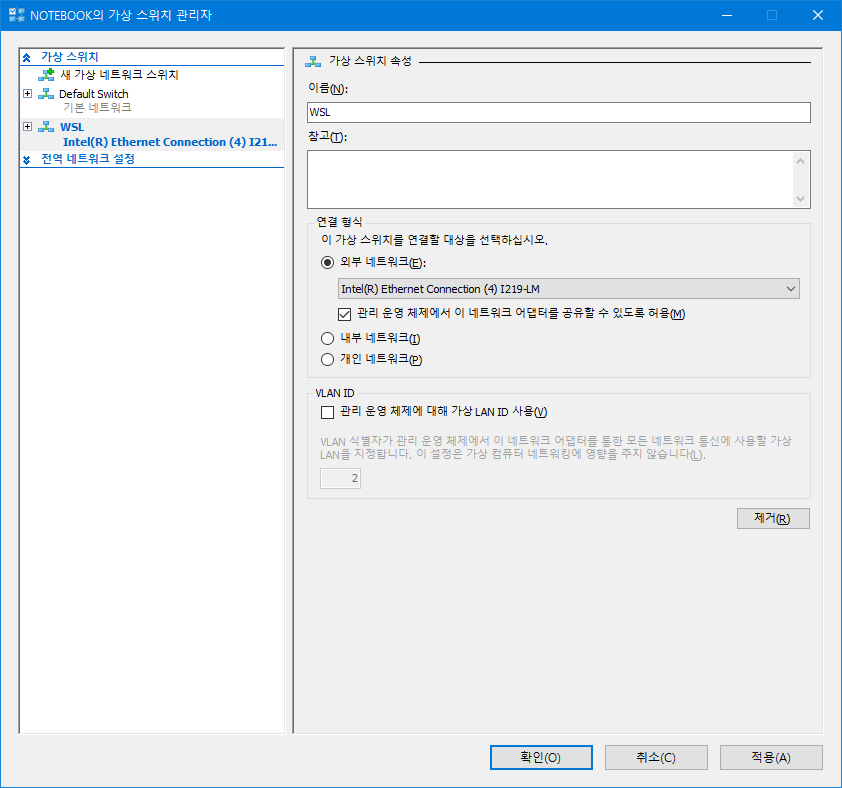 NOTEBOOK의 가상 스위치 관리자
가상 스위치
새 가상 네트워크 스위치
Default Switch
기본 네트워크
WSL
Intel(R) Ethernet Connection (4) I21...
전역 네트워크 설정
가상 스위치 속성
이름(N):
WSL
참고(T):
연결 형식
이 가상 스위치를 연결할 대상을 선택하십시오.
외부 네트워크(E):
Intel(R) Ethernet Connection (4) I219-LM
관리 운영 체제에서 이 네트워크 어댑터를 공유할 수 있도록 허용(M)
내부 네트워크(I)
개인 네트워크(P)
VLAN ID
관리 운영 체제에 대해 가상 LAN ID 사용(V)
VLAN 식별자가 관리 운영 체제에서 이 네트워크 어댑터를 통한 모든 네트워크 통신에 사용할 가상
LAN을 지정합니다. 이 설정은 가상 컴퓨터 네트워킹에 영향을 주지 않습니다(L).
2
제거(R)
확인(O)
취소(C)
적용(A)